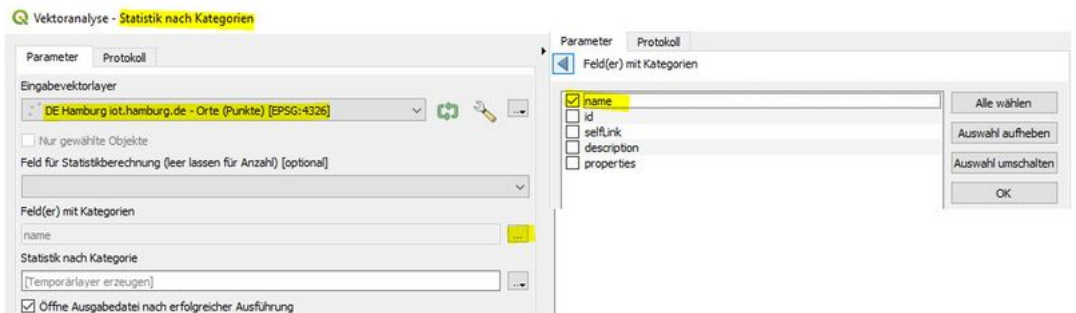 Vektoranalyse - Statistik nach Kategorien
Parameter Protokoll
Eingabevektorlayer
DE Hamburg iot.hamburg.de - Orte (Punkte) [EPSG:4326]
Nur gewählte Objekte
Feld für Statistikberechnung (leer lassen für Anzahl) [optional]
Feld(er) mit Kategorien
name
...
Statistik nach Kategorie
[Temporärlayer erzeugen]
Öffne Ausgabedatei nach erfolgreicher Ausführung
Parameter Protokoll
Feld(er) mit Kategorien
name
id
selfLink
description
properties
Alle wählen
Auswahl aufheben
Auswahl umschalten
OK